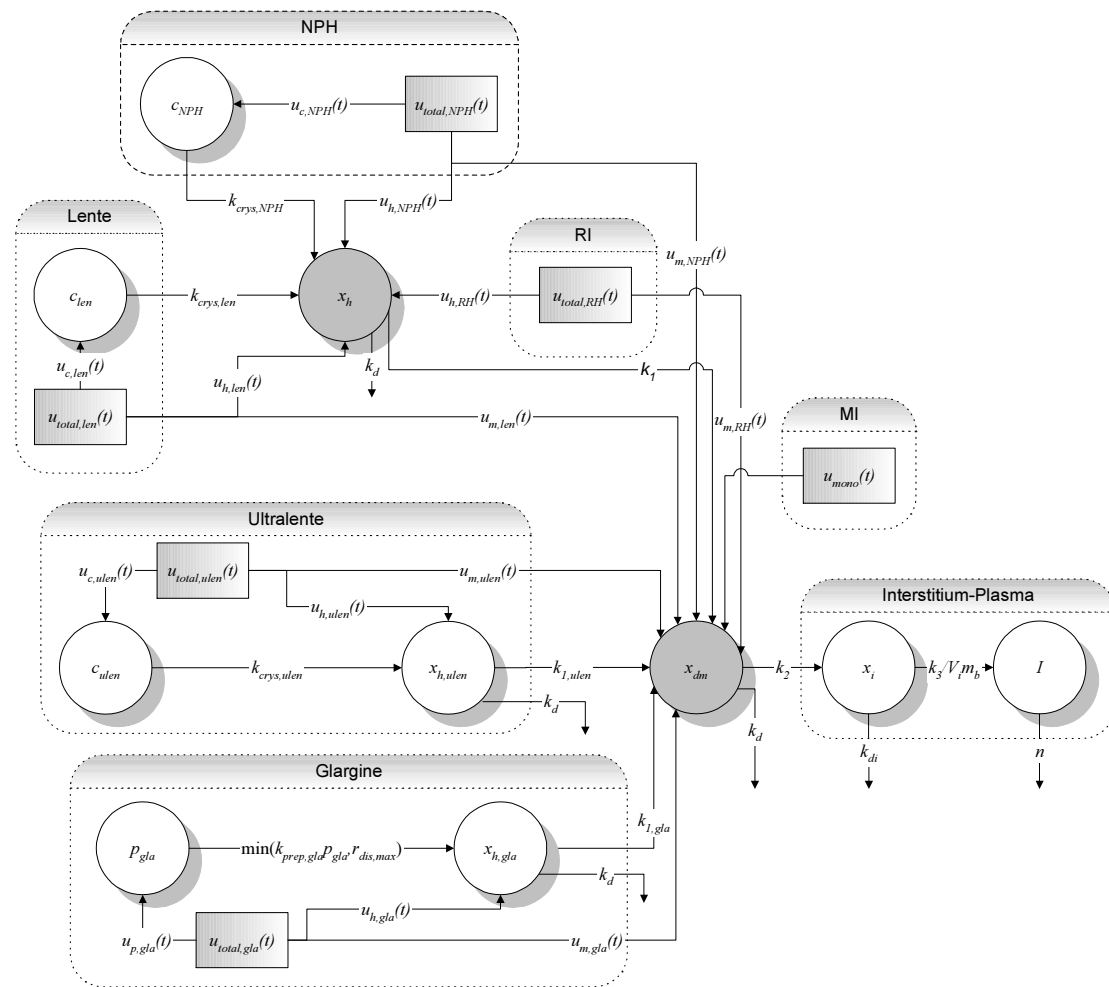 NPH
c_NPH
u_c,NPH(t)
u_total,NPH(t)
k_crys,NPH
u_h,NPH(t)
u_m,NPH(t)
Lente
c_len
k_crys,len
x_h
u_h,RH(t)
RI
u_total,RH(t)
u_c,len(t)
u_total,len(t)
u_h,len(t)
k_d
k_1
u_m,len(t)
u_m,RH(t)
MI
u_mono(t)
Ultralente
u_c,ulen(t)
u_total,ulen(t)
u_m,ulen(t)
u_h,ulen(t)
c_ulen
k_crys,ulen
x_h,ulen
k_1,ulen
k_d
x_dm
k_2
k_d
Interstitium-Plasma
x_i
k_3/V_i m_b
I
k_di
n
Glargine
p_gla
min(k_prep,gla p_gla, r_dis,max)
x_h,gla
k_1,gla
k_d
u_p,gla(t)
u_total,gla(t)
u_h,gla(t)
u_m,gla(t)